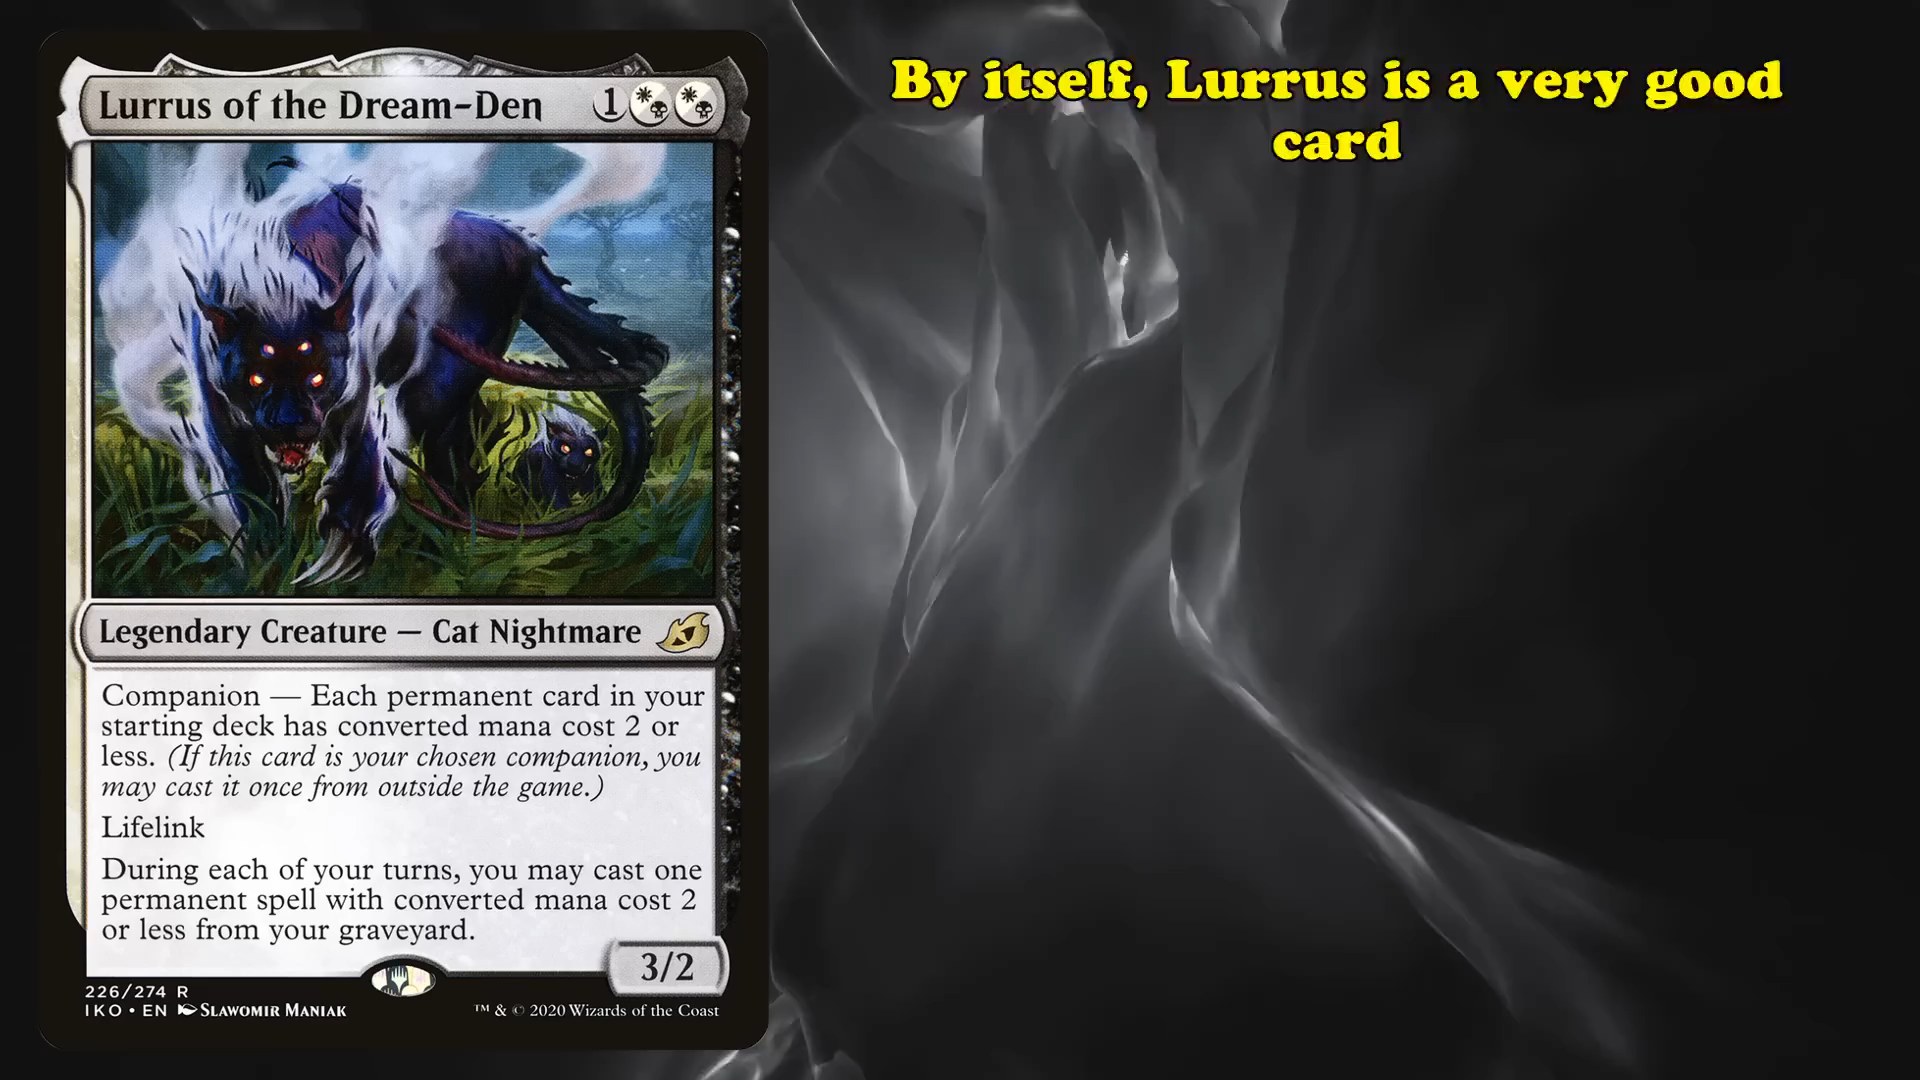 Lurrus of the Dream-Den 1
Legendary Creature — Cat Nightmare
Companion — Each permanent card in your
starting deck has converted mana cost 2 or
less. (If this card is your chosen companion, you
may cast it once from outside the game.)
Lifelink
During each of your turns, you may cast one
permanent spell with converted mana cost 2
or less from your graveyard.
3/2
226/274 R
IKO • EN SLAWOMIR MANIAK
™ & © 2020 Wizards of the Coast
By itself, Lurrus is a very good
card